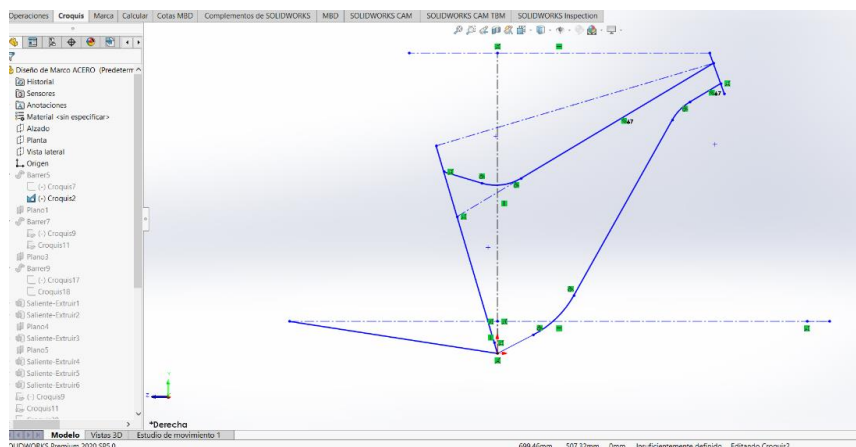 Operaciones Croquis Marca Calcular Cotas MBD Complementos de SOLIDWORKS MBD SOLIDWORKS CAM SOLIDWORKS CAM TBM SOLIDWORKS Inspection
Diseño de Marco ACERO (Predeterm
Historial
Sensores
Anotaciones
Material <sin especificar>
Alzado
Planta
Vista lateral
Origen
Barrer5
(-) Croquis7
(-) Croquis2
Plano1
Barrer7
(-) Croquis9
Croquis11
Plano3
Barrer9
(-) Croquis17
Croquis18
Saliente-Extruir1
Saliente-Extruir2
Plano4
Saliente-Extruir3
Plano5
Saliente-Extruir4
Saliente-Extruir5
Saliente-Extruir6
(-) Croquis9
Croquis11
47
47
*Derecha
Modelo Vistas 3D Estudio de movimiento 1
SOLIDWORKS Premium 2020 SP5.0 699.46mm 507.32mm 0mm Insuficientemente definido Editando Croquis2